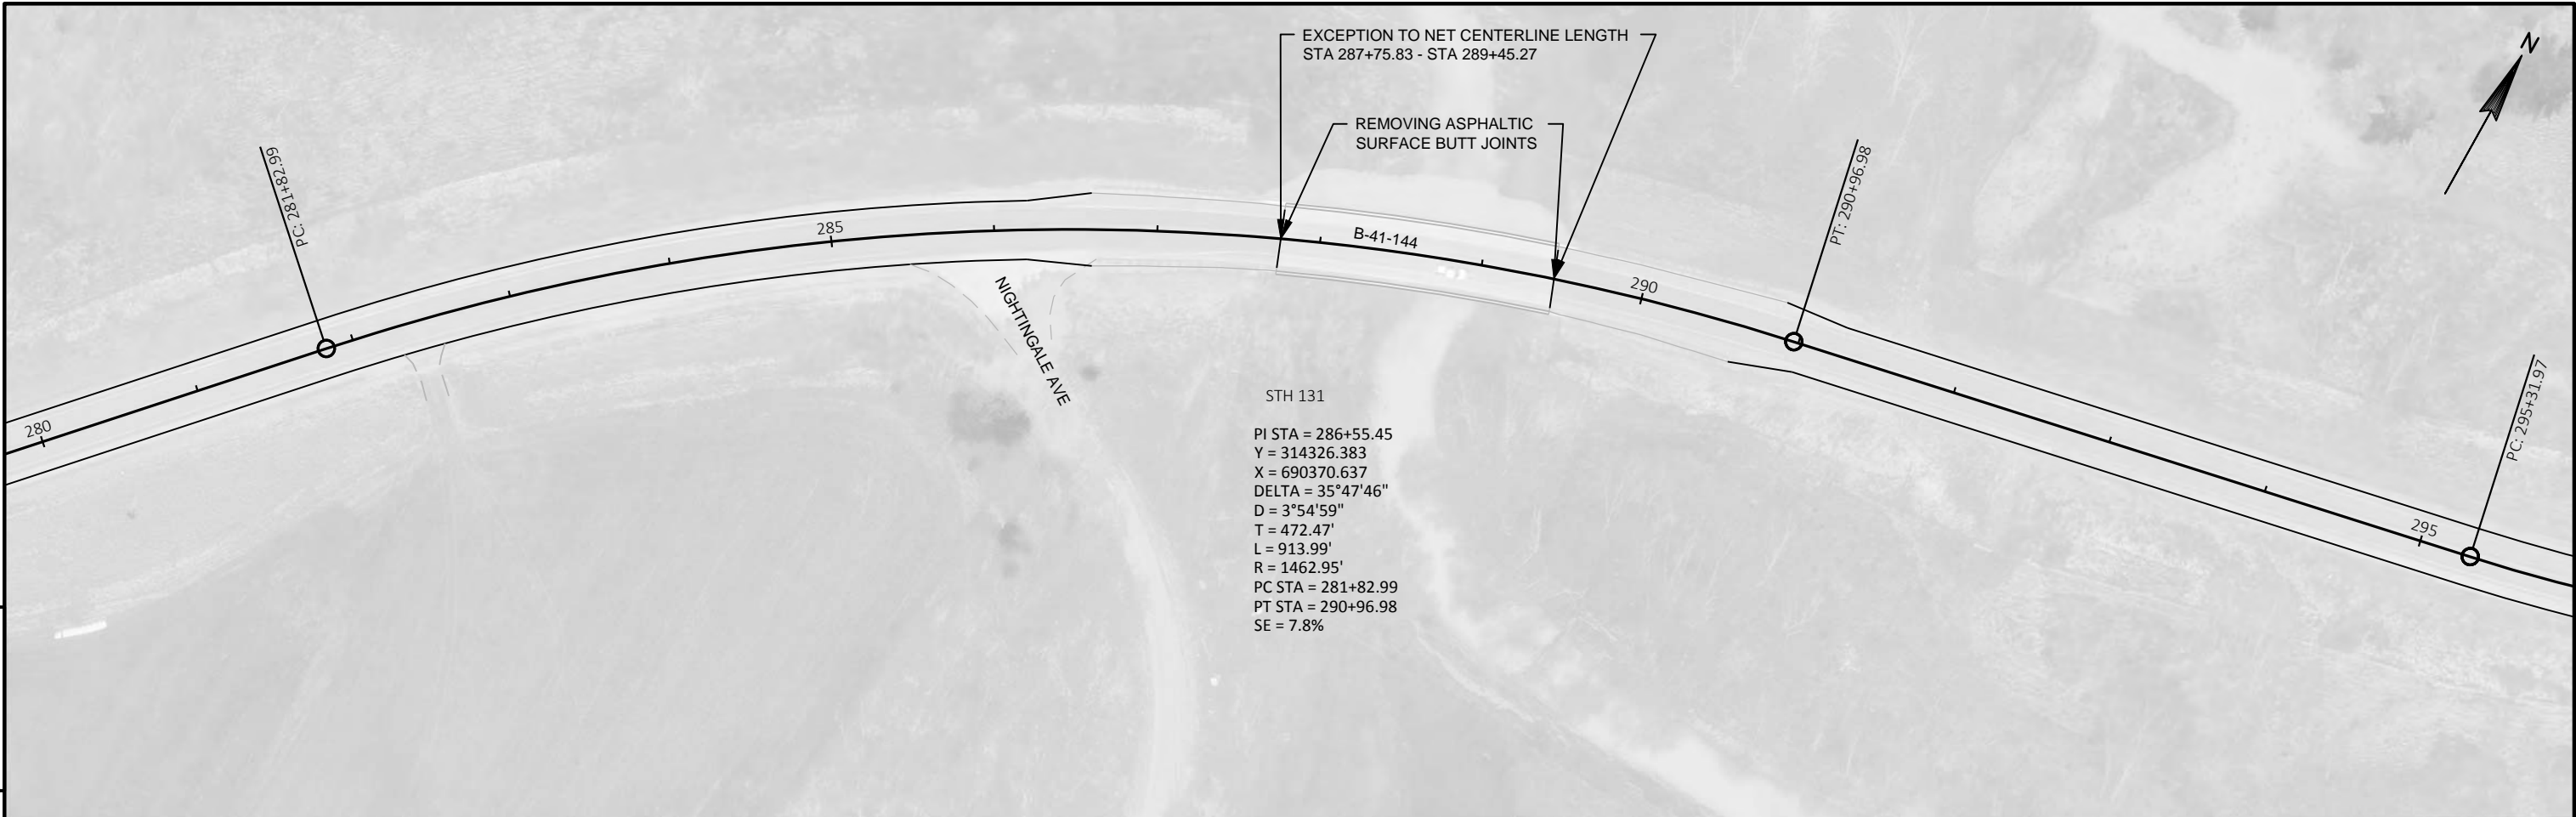 EXCEPTION TO NET CENTERLINE LENGTH
STA 287+75.83 - STA 289+45.27
N
REMOVING ASPHALTIC
SURFACE BUTT JOINTS
PC: 281+82.99
PT: 290+96.98
285
B-41-144
290
NIGHTINGALE AVE
280
PC: 295+31.97
295
STH 131
PI STA = 286+55.45
Y = 314326.383
X = 690370.637
DELTA = 35°47'46"
D = 3°54'59"
T = 472.47'
L = 913.99'
R = 1462.95'
PC STA = 281+82.99
PT STA = 290+96.98
SE = 7.8%